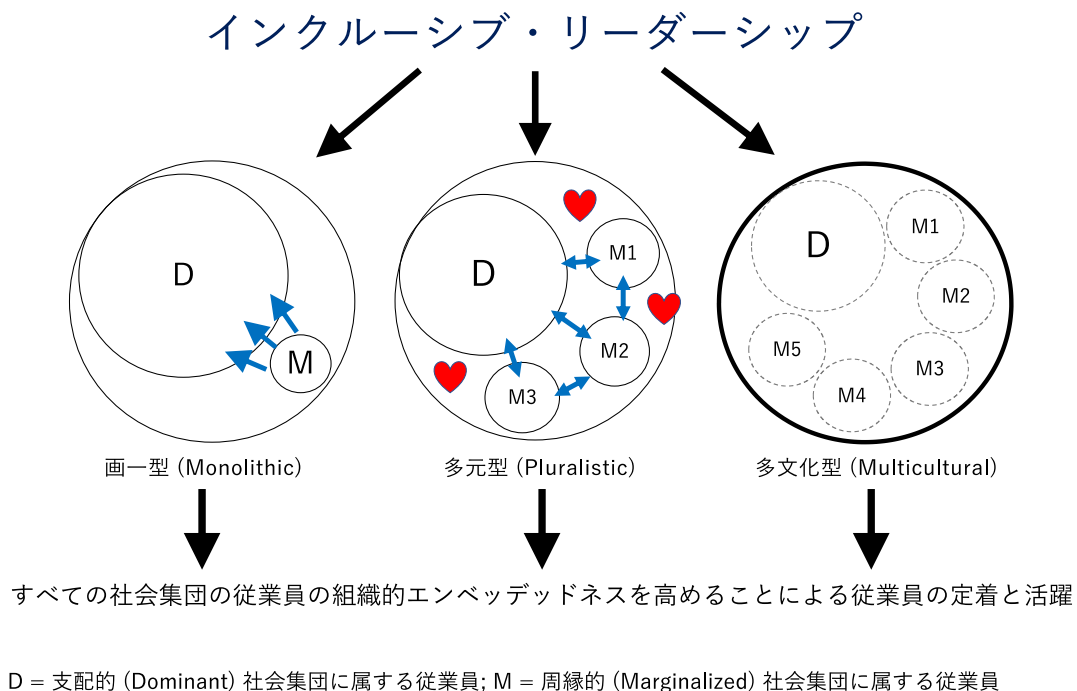 インクルーシブ・リーダーシップ
D
M
D
M1
M2
M3
D
M1
M2
M3
M4
M5
画一型 (Monolithic)
多元型 (Pluralistic)
多文化型 (Multicultural)
すべての社会集団の従業員の組織的エンベッデッドネスを高めることによる従業員の定着と活躍
D = 支配的 (Dominant) 社会集団に属する従業員; M = 周縁的 (Marginalized) 社会集団に属する従業員